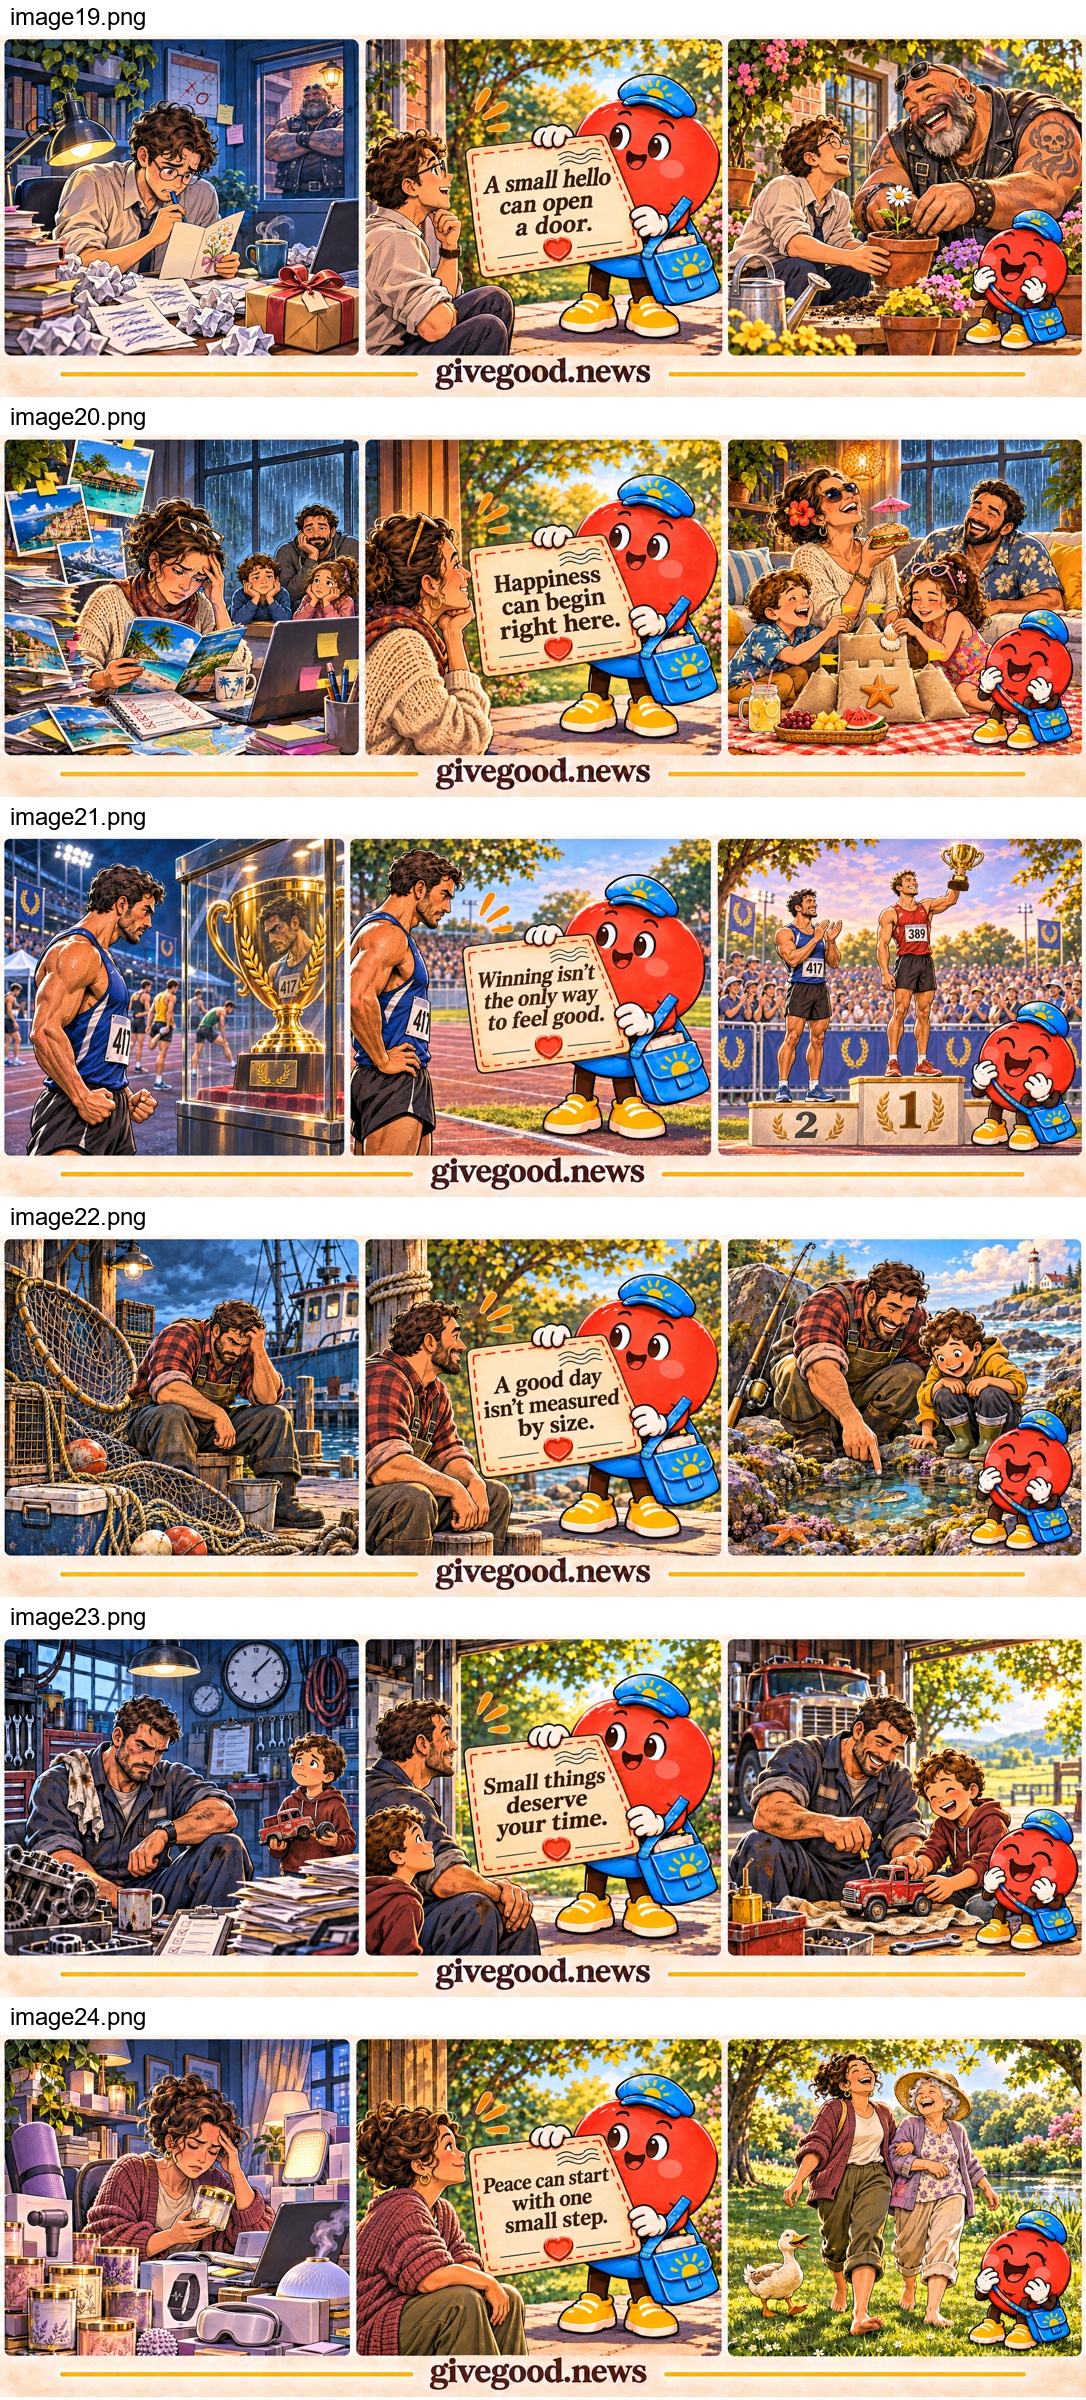 image19.png
A small hello
can open
a door.
givegood.news
image20.png
Happiness
can begin
right here.
givegood.news
image21.png
417
417
417
Winning isn't
the only way
to feel good.
417
389
2
1
givegood.news
image22.png
A good day
isn't measured
by size.
givegood.news
image23.png
Small things
deserve
your time.
givegood.news
image24.png
Peace can start
with one
small step.
givegood.news